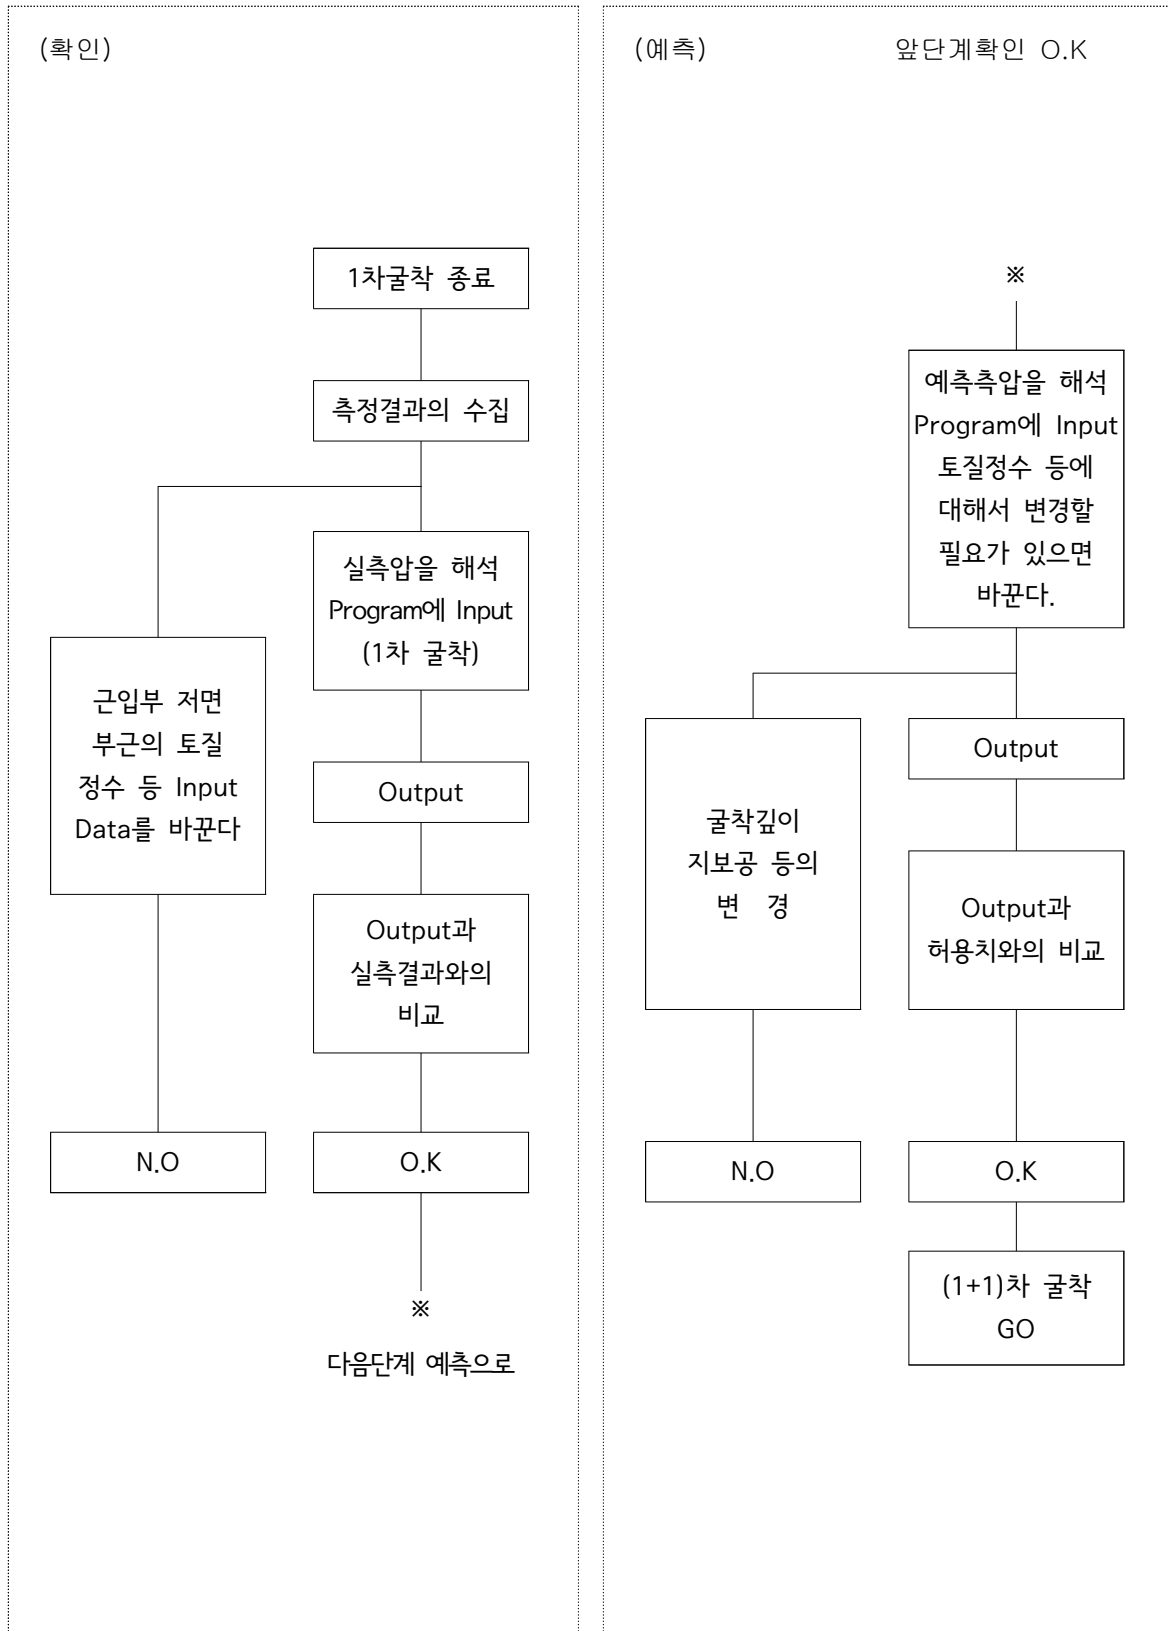 (확인)
1차굴착 종료
측정결과의 수집
실측압을 해석
Program에 Input
(1차 굴착)
근입부 저면
부근의 토질
정수 등 Input
Data를 바꾼다
Output
Output과
실측결과와의
비교
N.O
O.K
※
다음단계 예측으로
(예측)
앞단계확인 O.K
※
예측측압을 해석
Program에 Input
토질정수 등에
대해서 변경할
필요가 있으면
바꾼다.
Output
굴착깊이
지보공 등의
변 경
Output과
허용치와의 비교
N.O
O.K
(1+1)차 굴착
GO